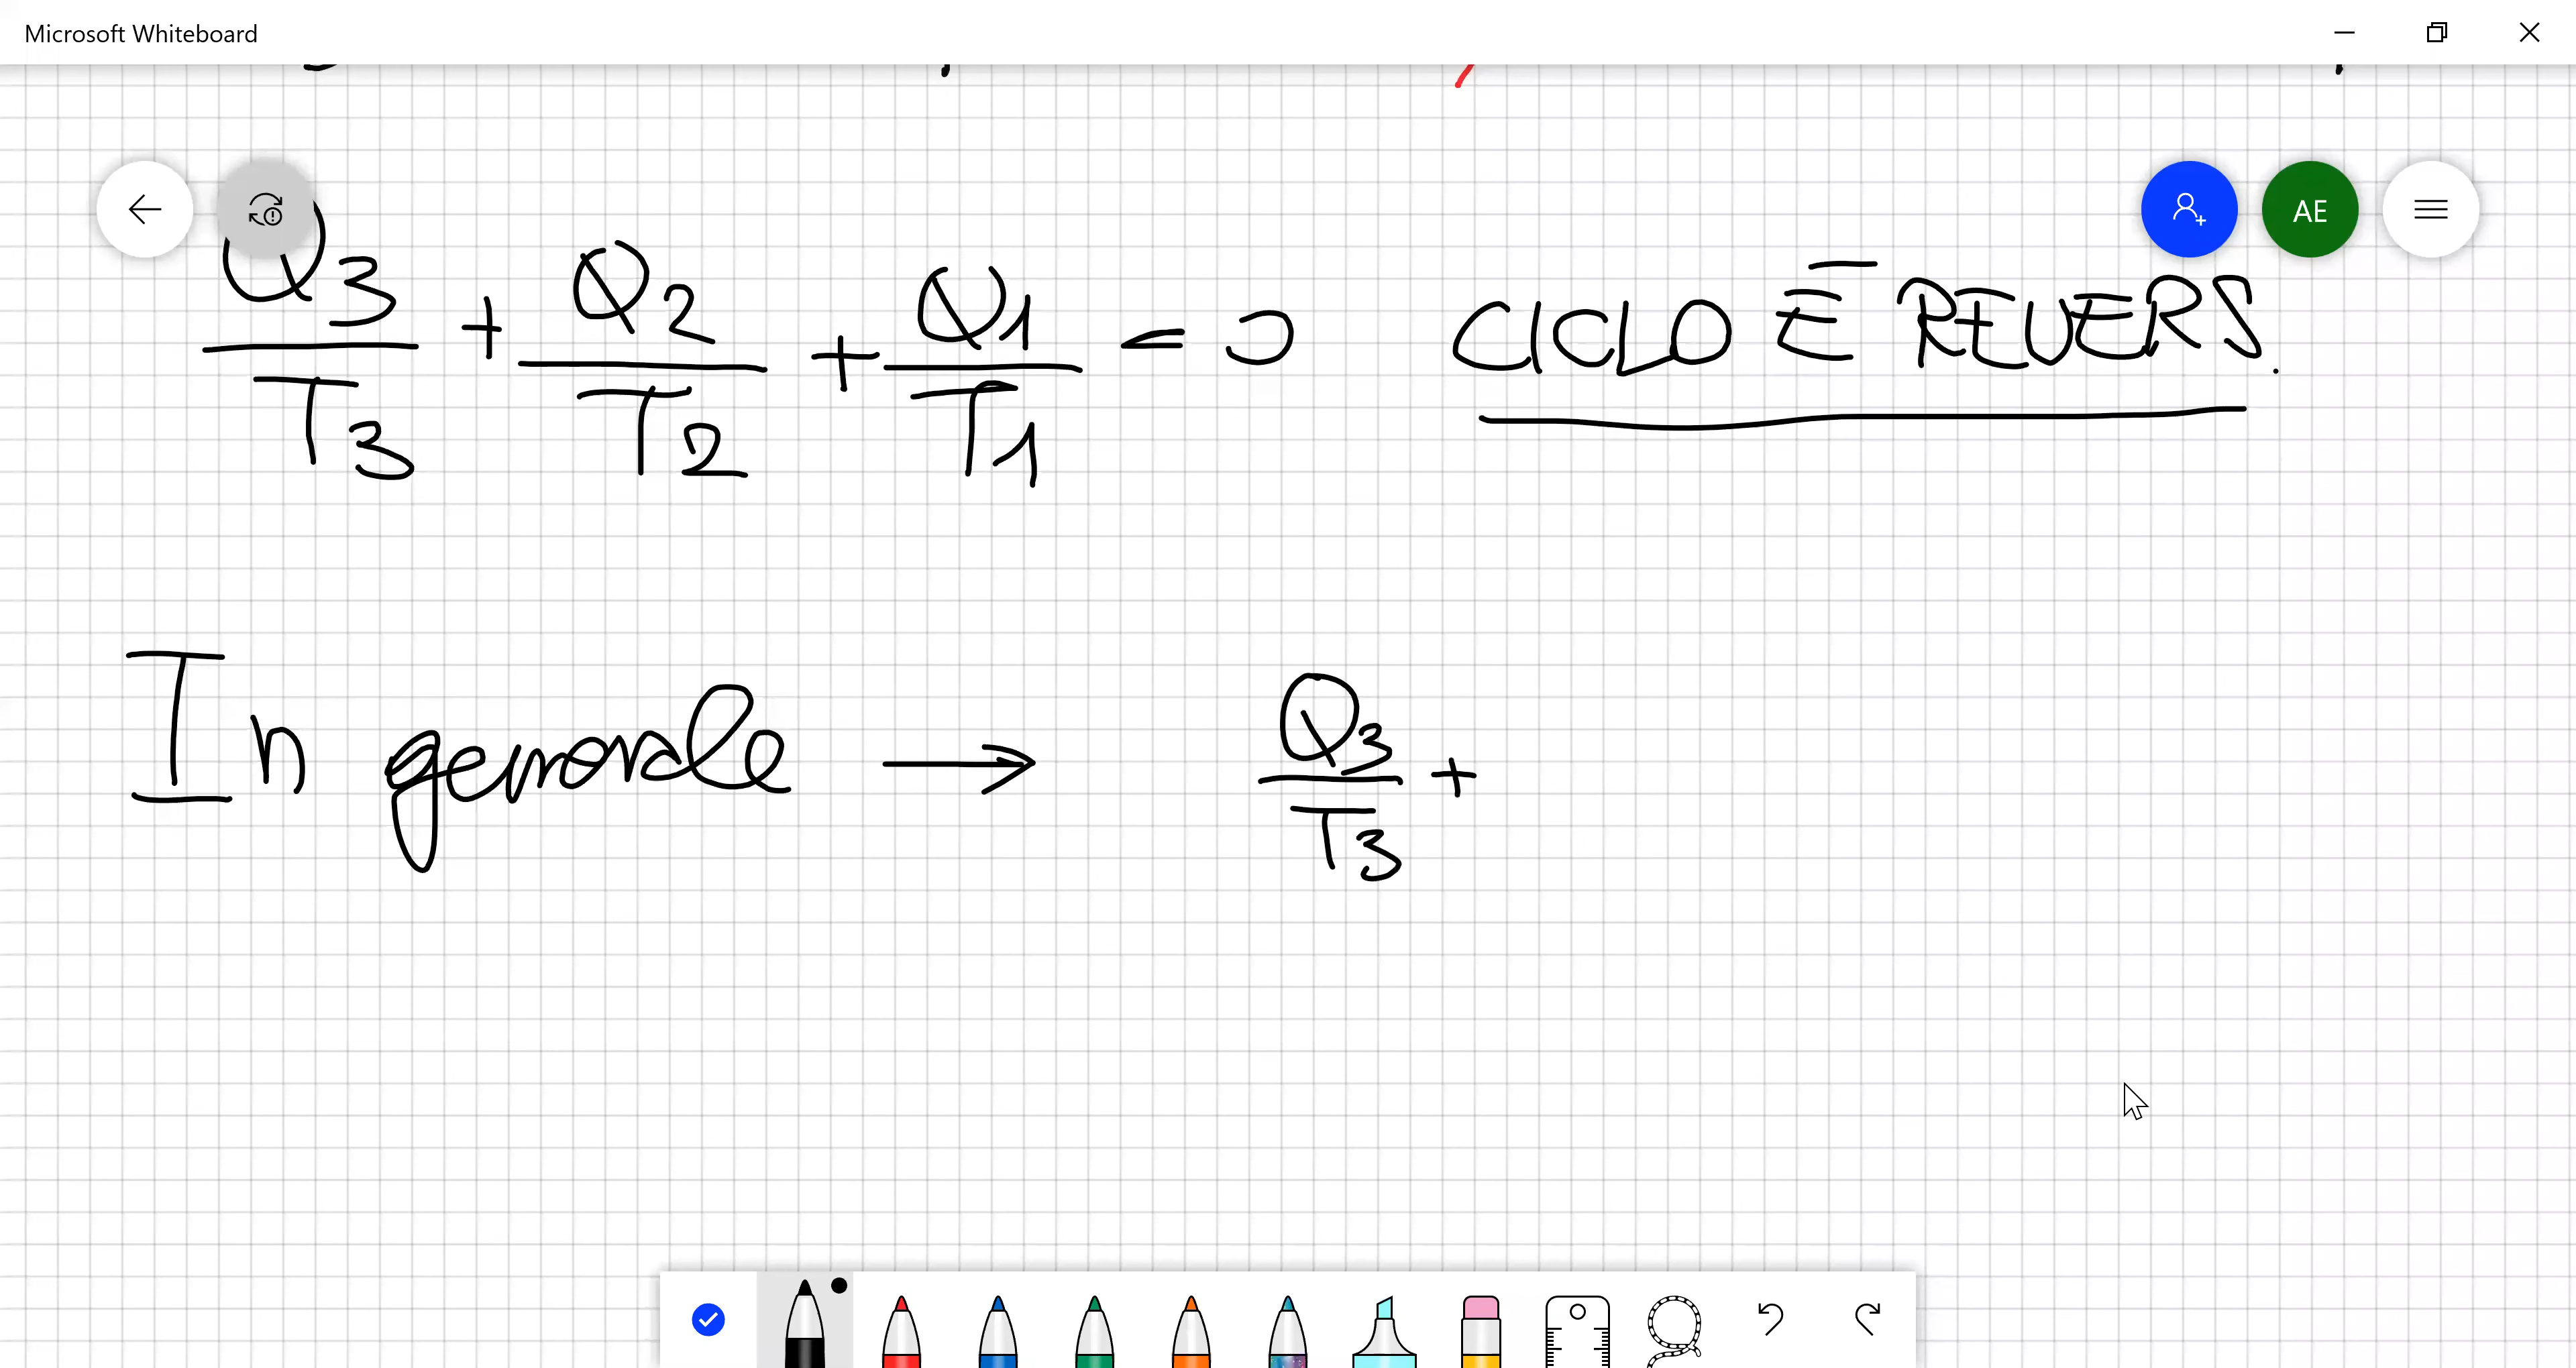 Microsoft Whiteboard
AE
Q3/T3 + Q2/T2 + Q1/T1 = 0 CICLO È REVERS.
In generale → Q3/T3 +